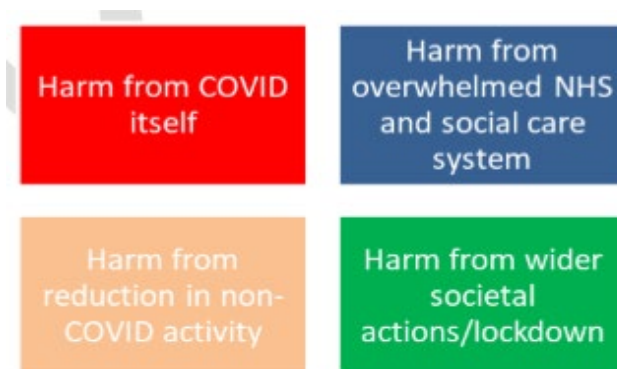 Harm from COVID
itself
Harm from
overwhelmed NHS
and social care
system
Harm from
reduction in non-
COVID activity
Harm from wider
societal
actions/lockdown